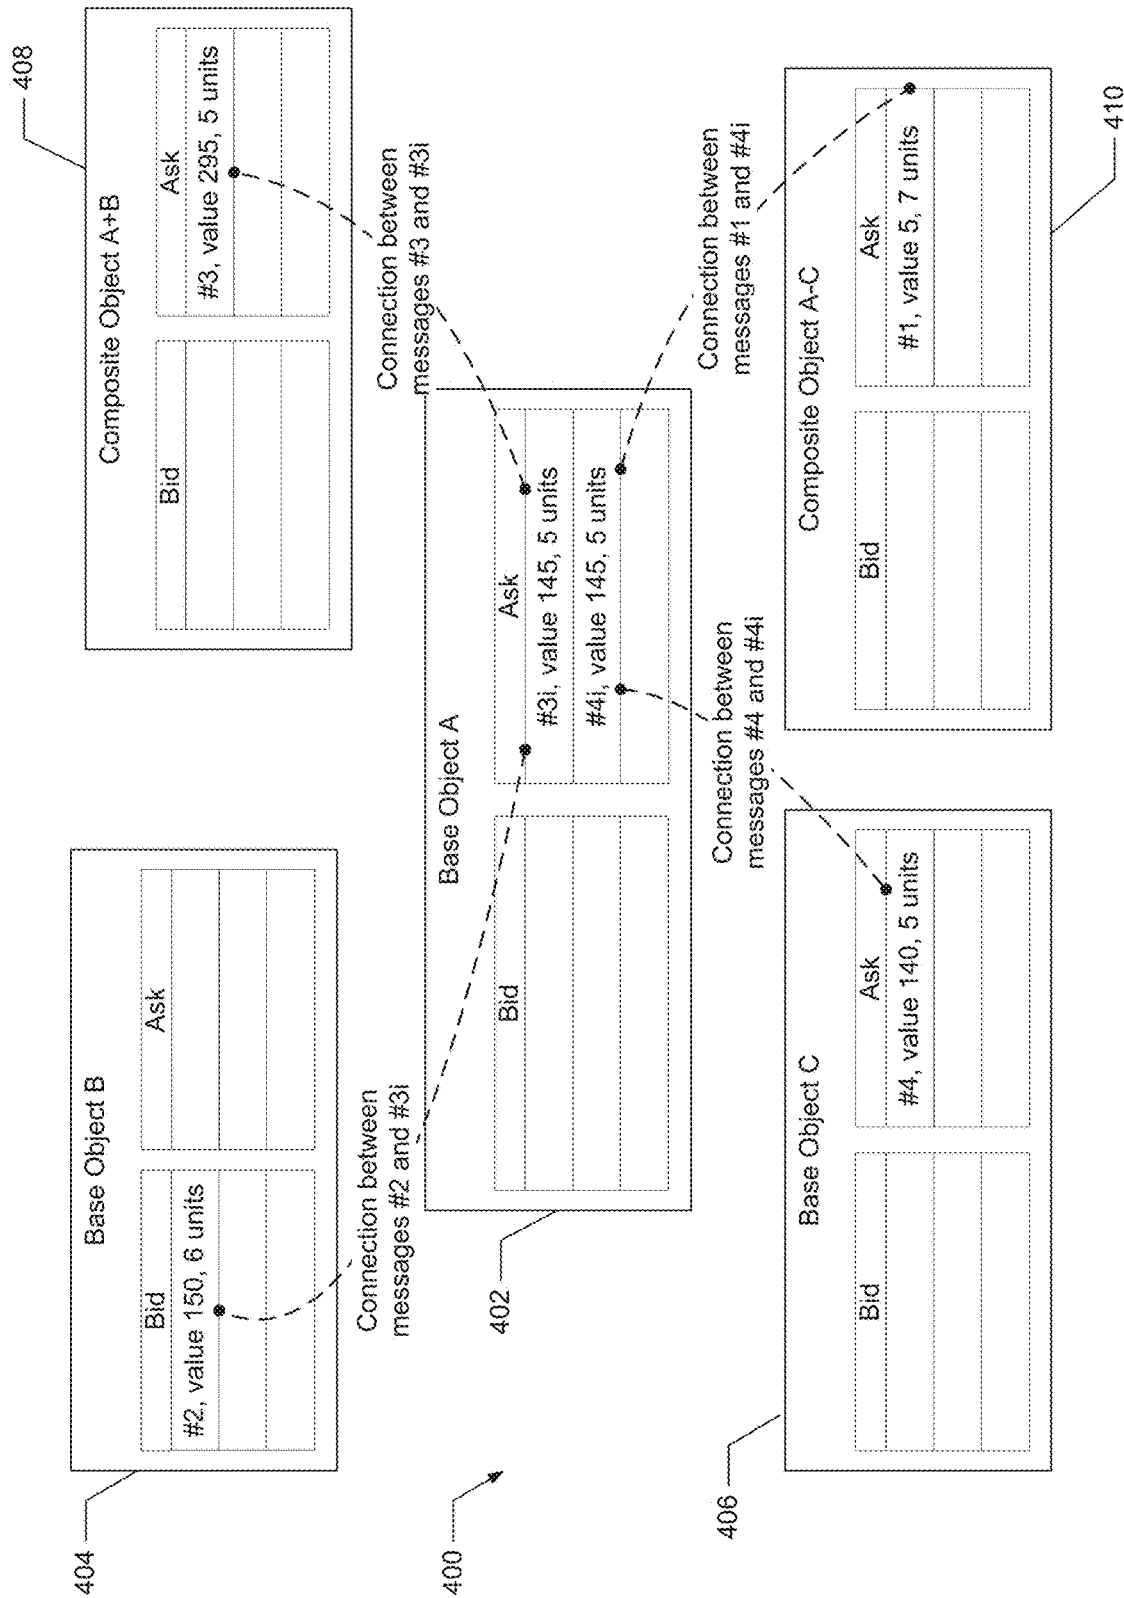 404
Base Object B
Bid
Ask
#2, value 150, 6 units
408
Composite Object A+B
Bid
Ask
#3, value 295, 5 units
Connection between
messages #2 and #3i
Connection between
messages #3 and #3i
400
402
Base Object A
Bid
Ask
#3i, value 145, 5 units
#4i, value 145, 5 units
Connection between
messages #4 and #4i
Connection between
messages #1 and #4i
406
Base Object C
Bid
Ask
#4, value 140, 5 units
Composite Object A-C
Bid
Ask
#1, value 5, 7 units
410